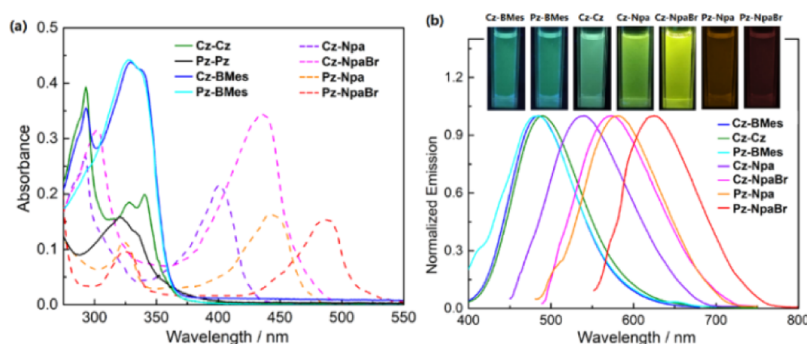 (a)
Cz-Cz
Pz-Pz
Cz-BMes
Pz-BMes
Cz-Npa
Cz-NpaBr
Pz-Npa
Pz-NpaBr
0.5
0.4
0.3
0.2
0.1
0.0
Absorbance
300 350 400 450 500 550
Wavelength / nm
(b)
Cz-BMes Pz-BMes Cz-Cz Cz-Npa Cz-NpaBr Pz-Npa Pz-NpaBr
Cz-BMes
Cz-Cz
Pz-BMes
Cz-Npa
Cz-NpaBr
Pz-Npa
Pz-NpaBr
1.2
0.9
0.6
0.3
0.0
Normalized Emission
400 500 600 700 800
Wavelength / nm